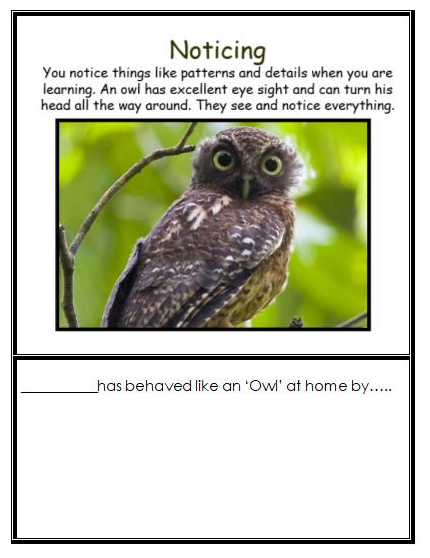 Noticing
You notice things like patterns and details when you are
learning. An owl has excellent eye sight and can turn his
head all the way around. They see and notice everything.
__________has behaved like an ‘Owl’ at home by.....